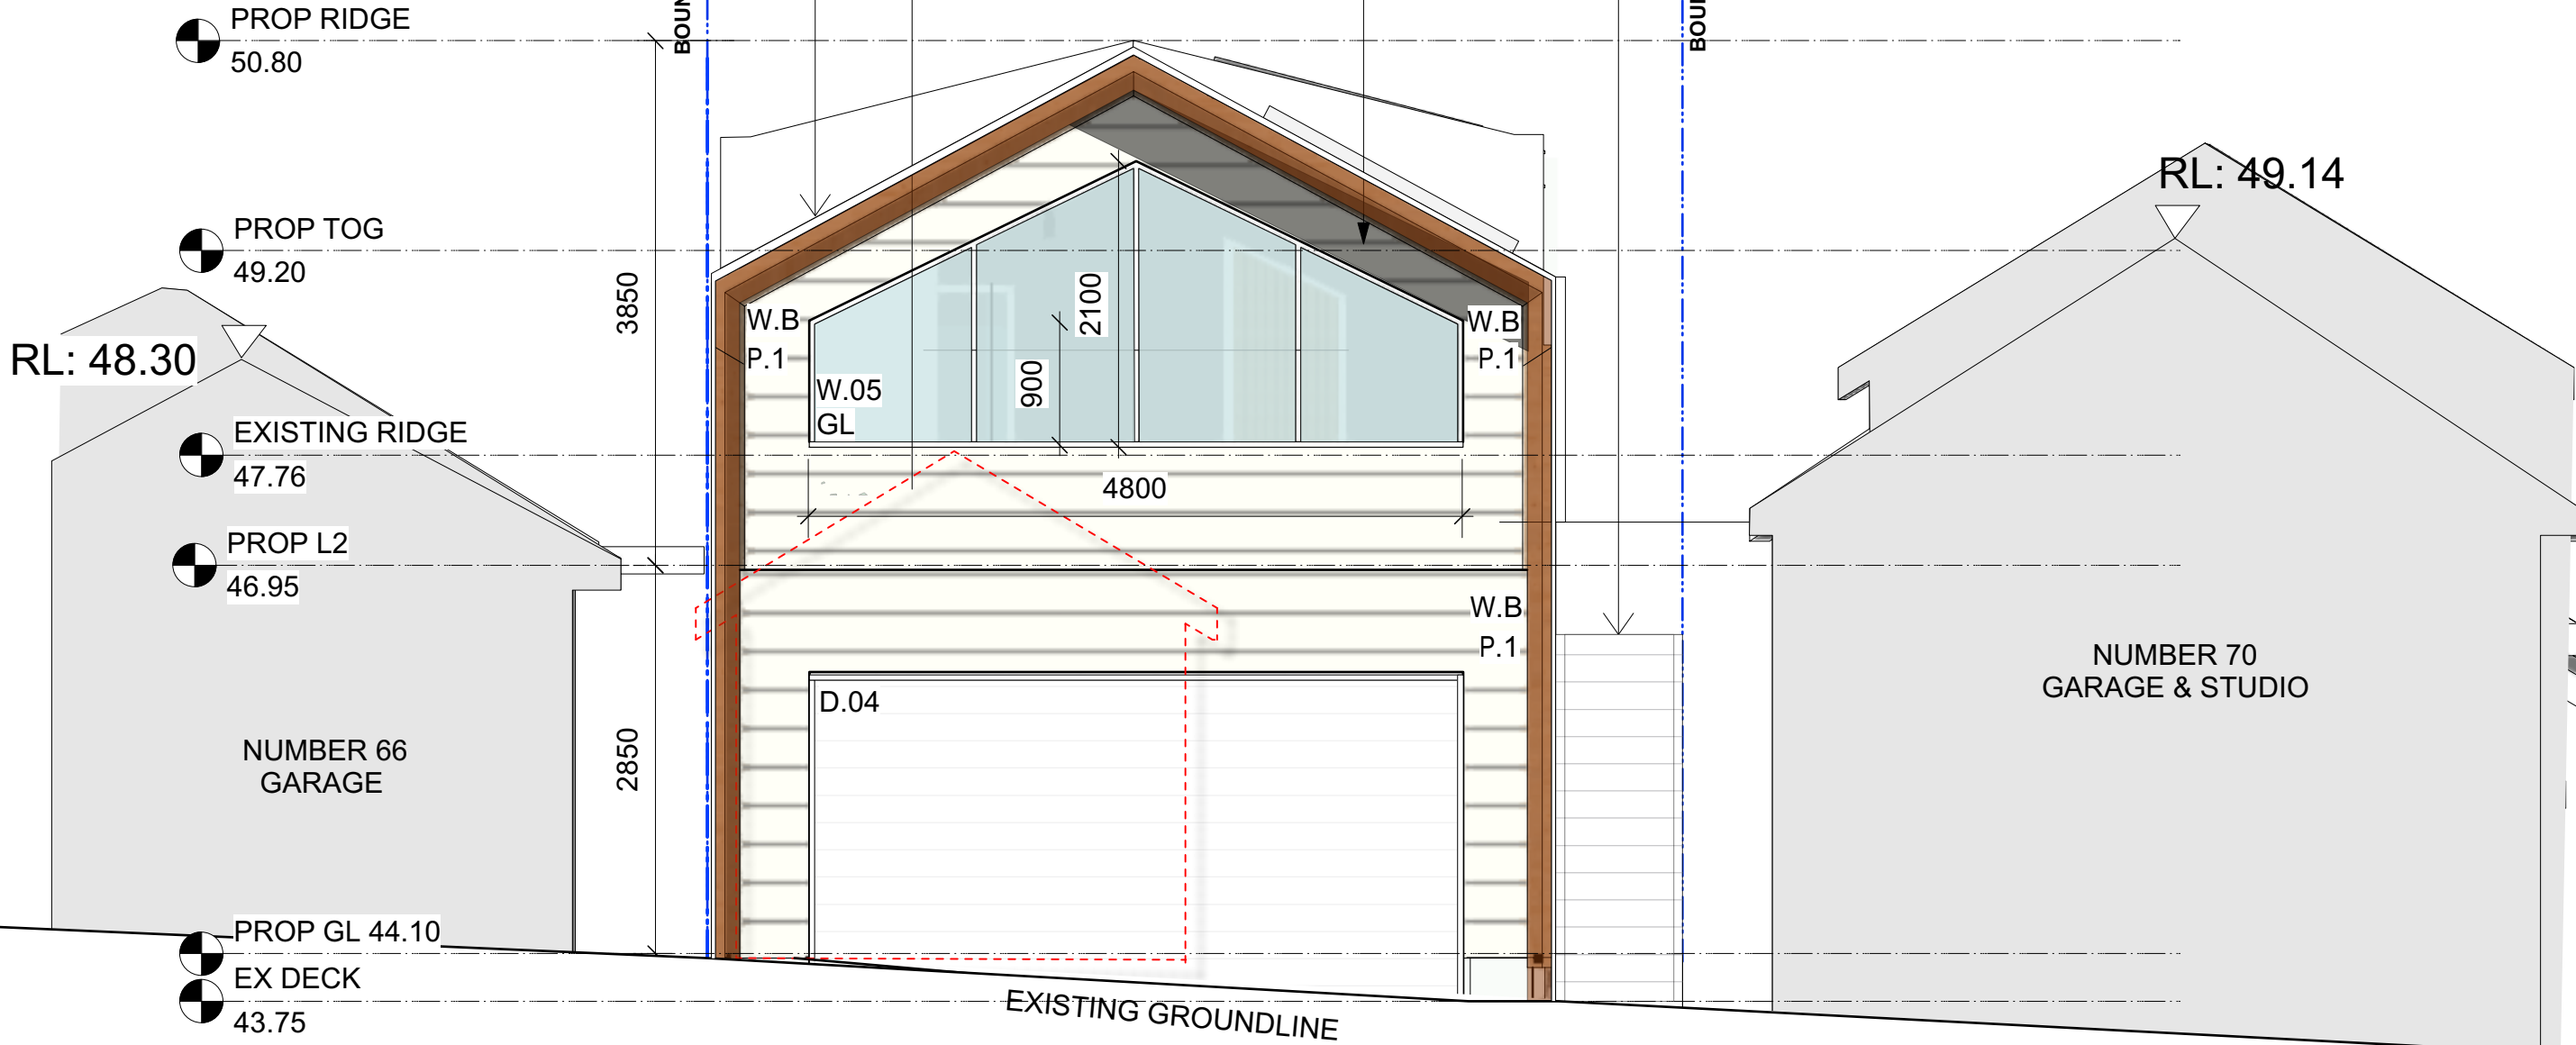 PROP RIDGE
50.80
PROP TOG
49.20
RL: 48.30
EXISTING RIDGE
47.76
PROP L2
46.95
NUMBER 66
GARAGE
PROP GL 44.10
EX DECK
43.75
3850
2850
W.B
P.1
W.05
GL
900
2100
4800
W.B
P.1
W.B
P.1
D.04
EXISTING GROUNDLINE
RL: 49.14
NUMBER 70
GARAGE & STUDIO